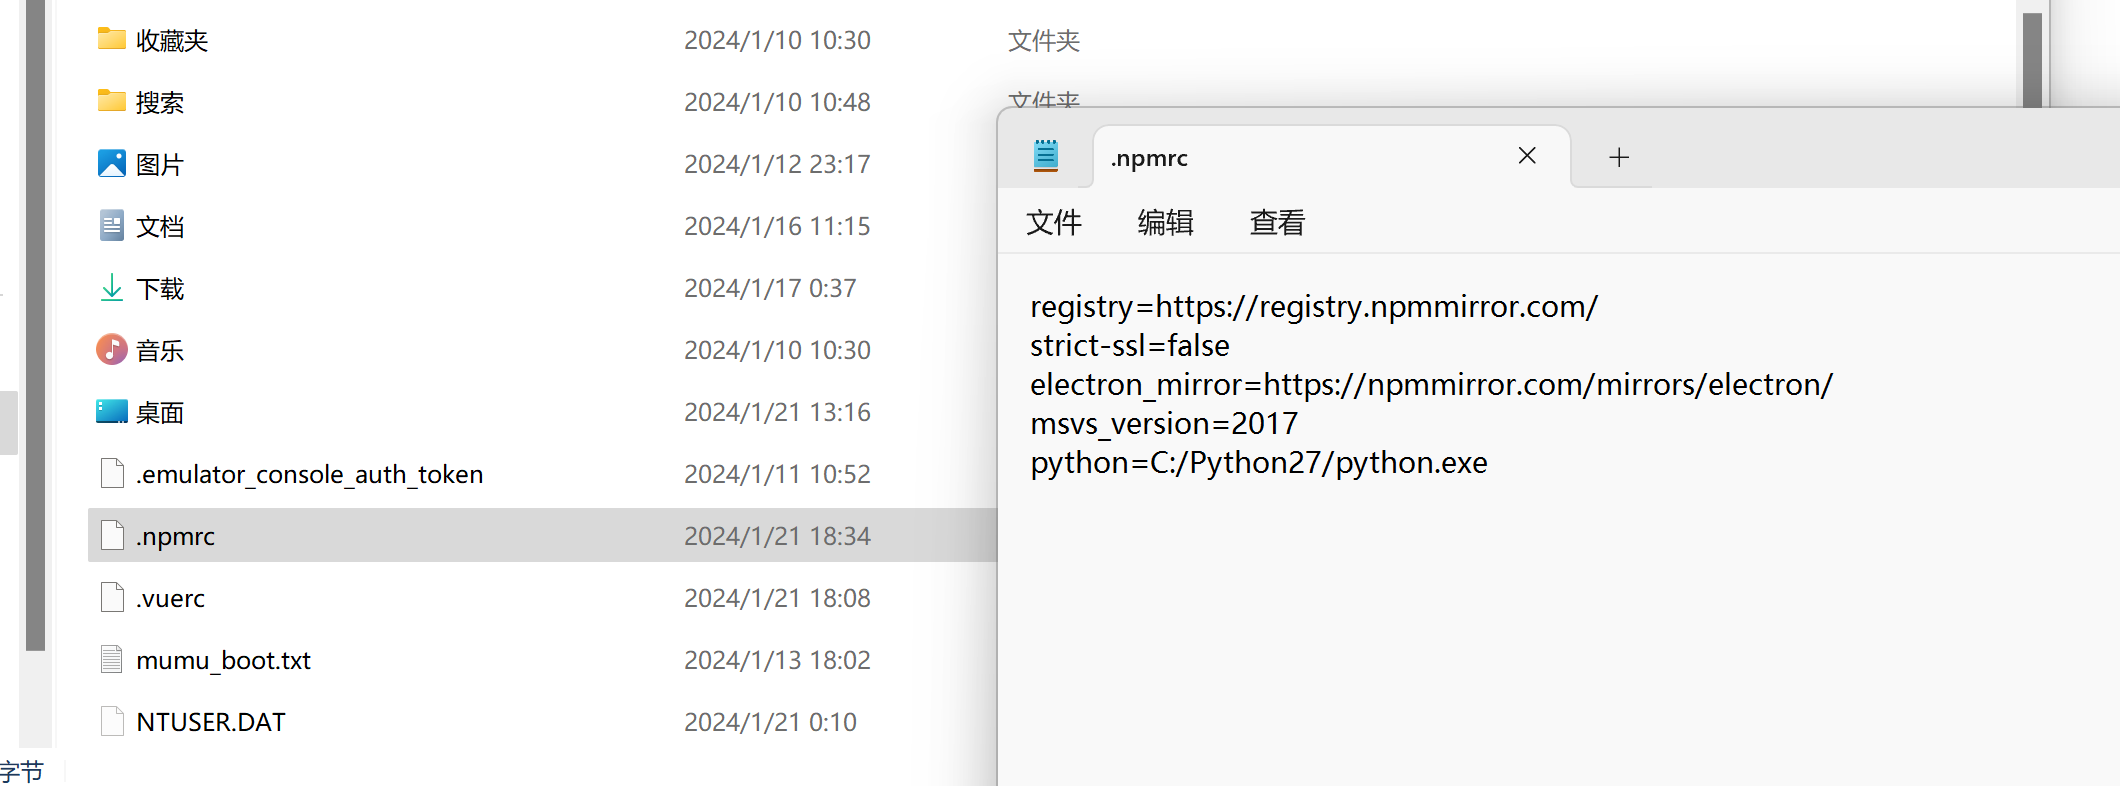 收藏夹 2024/1/10 10:30 文件夹
搜索 2024/1/10 10:48 文件夹
图片 2024/1/12 23:17
文档 2024/1/16 11:15
下载 2024/1/17 0:37
音乐 2024/1/10 10:30
桌面 2024/1/21 13:16
.emulator_console_auth_token 2024/1/11 10:52
.npmrc 2024/1/21 18:34
.vuerc 2024/1/21 18:08
mumu_boot.txt 2024/1/13 18:02
NTUSER.DAT 2024/1/21 0:10
字节
.npmrc
文件 编辑 查看
registry=https://registry.npmmirror.com/
strict-ssl=false
electron_mirror=https://npmmirror.com/mirrors/electron/
msvs_version=2017
python=C:/Python27/python.exe